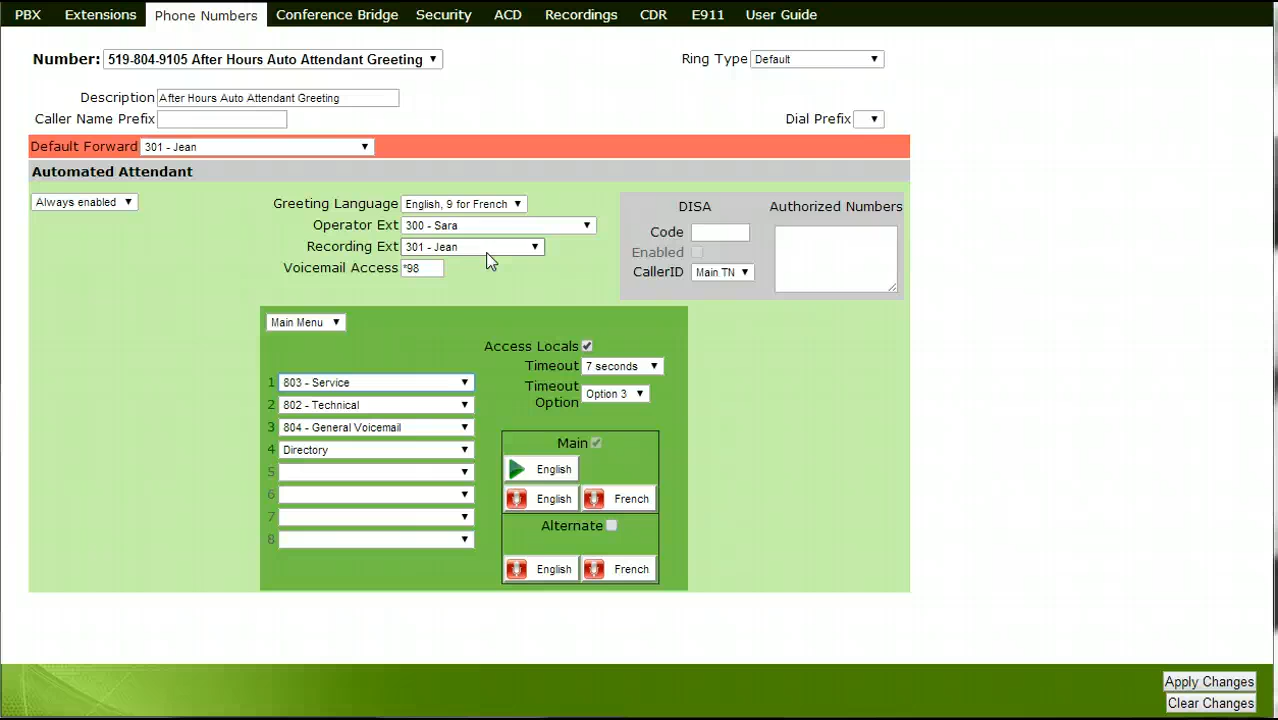 PBX Extensions Phone Numbers Conference Bridge Security ACD Recordings CDR E911 User Guide
Number: 519-804-9105 After Hours Auto Attendant Greeting Ring Type Default
Description After Hours Auto Attendant Greeting
Caller Name Prefix Dial Prefix
Default Forward 301 - Jean
Automated Attendant
Always enabled
Greeting Language English, 9 for French
Operator Ext 300 - Sara
Recording Ext 301 - Jean
Voicemail Access *98
DISA Authorized Numbers
Code
Enabled
CallerID Main TN
Main Menu
Access Locals
Timeout 7 seconds
Timeout
Option Option 3
1 803 - Service
2 802 - Technical
3 804 - General Voicemail
4 Directory
5
6
7
8
Main
English
English French
Alternate
English French
Apply Changes
Clear Changes